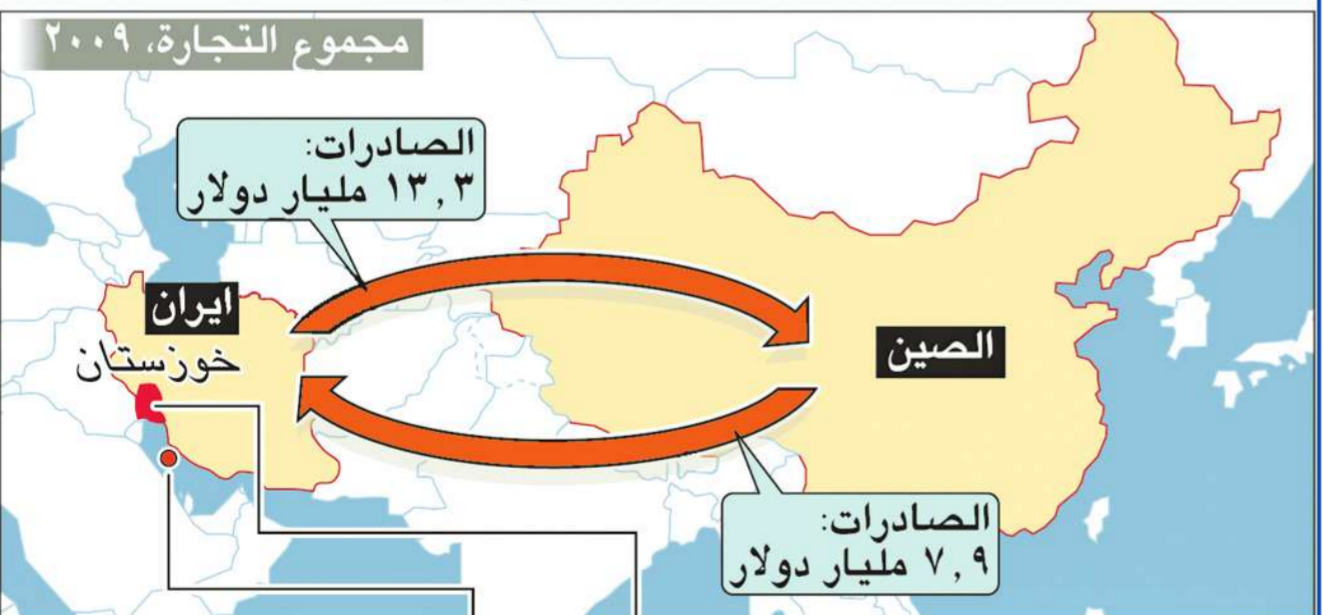 مجموع التجارة، ٢٠٠٩
الصادرات:
١٣,٣ مليار دولار
ايران
خوزستان
الصين
الصادرات:
٧,٩ مليار دولار